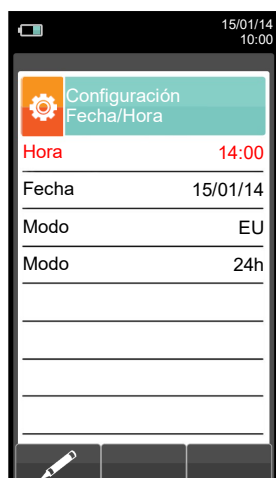 15/01/14
10:00
Configuración
Fecha/Hora
Hora 14:00
Fecha 15/01/14
Modo EU
Modo 24h